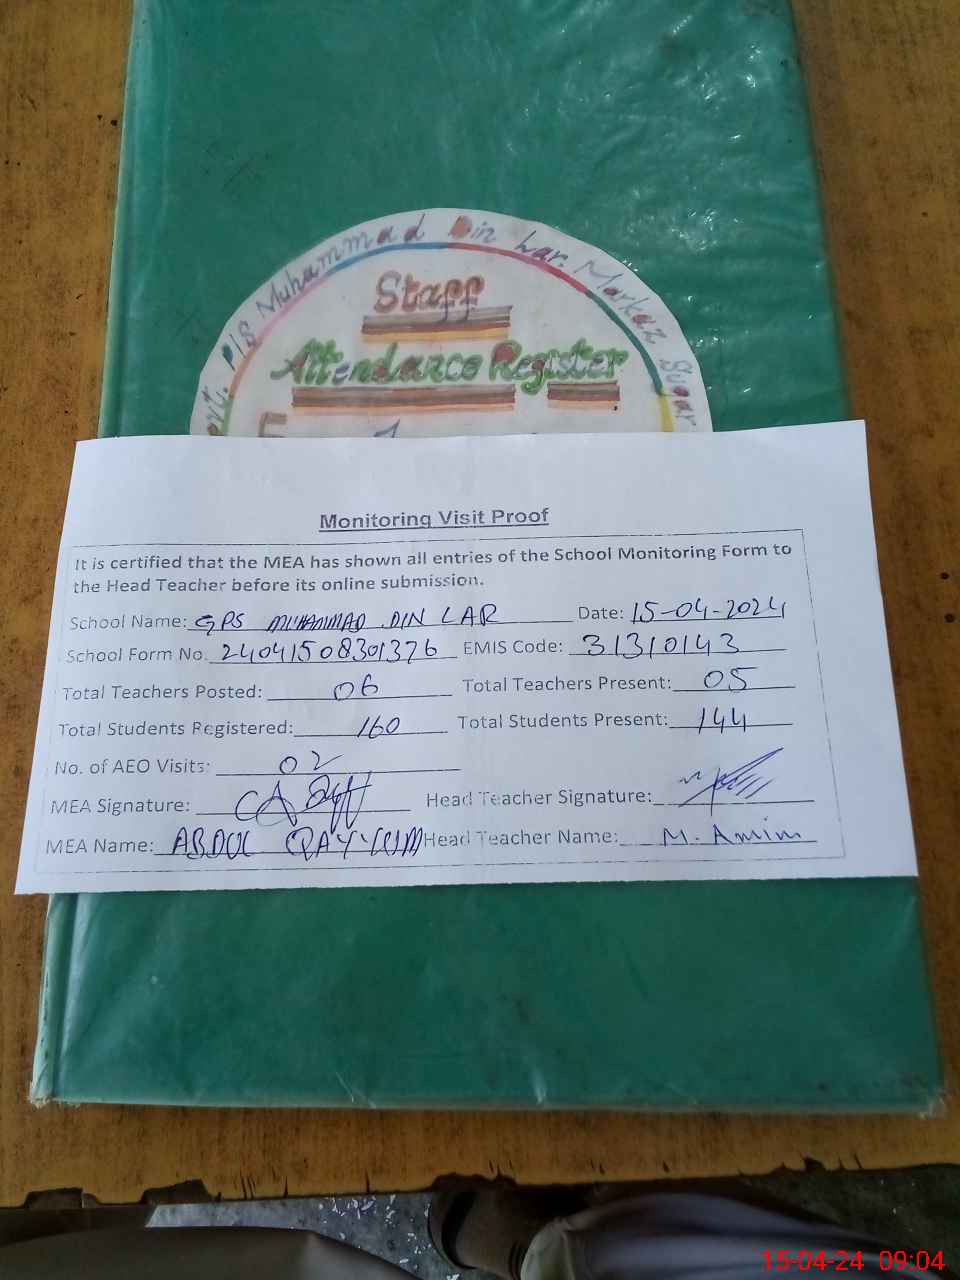 Govt. P/S Muhammad Din Lar. Markaz Sugar
Staff
Attendance Register
Monitoring Visit Proof
It is certified that the MEA has shown all entries of the School Monitoring Form to
the Head Teacher before its online submission.
School Name: GPS MUHAMMAD DIN LAR Date: 15-04-2024
School Form No. 24041508301376 EMIS Code: 31310143
Total Teachers Posted: 06 Total Teachers Present: 05
Total Students Registered: 160 Total Students Present: 144
No. of AEO Visits: 02
MEA Signature: Head Teacher Signature:
MEA Name: ABDUL QAYYUM Head Teacher Name: M. Amim
15-04-24 09:04